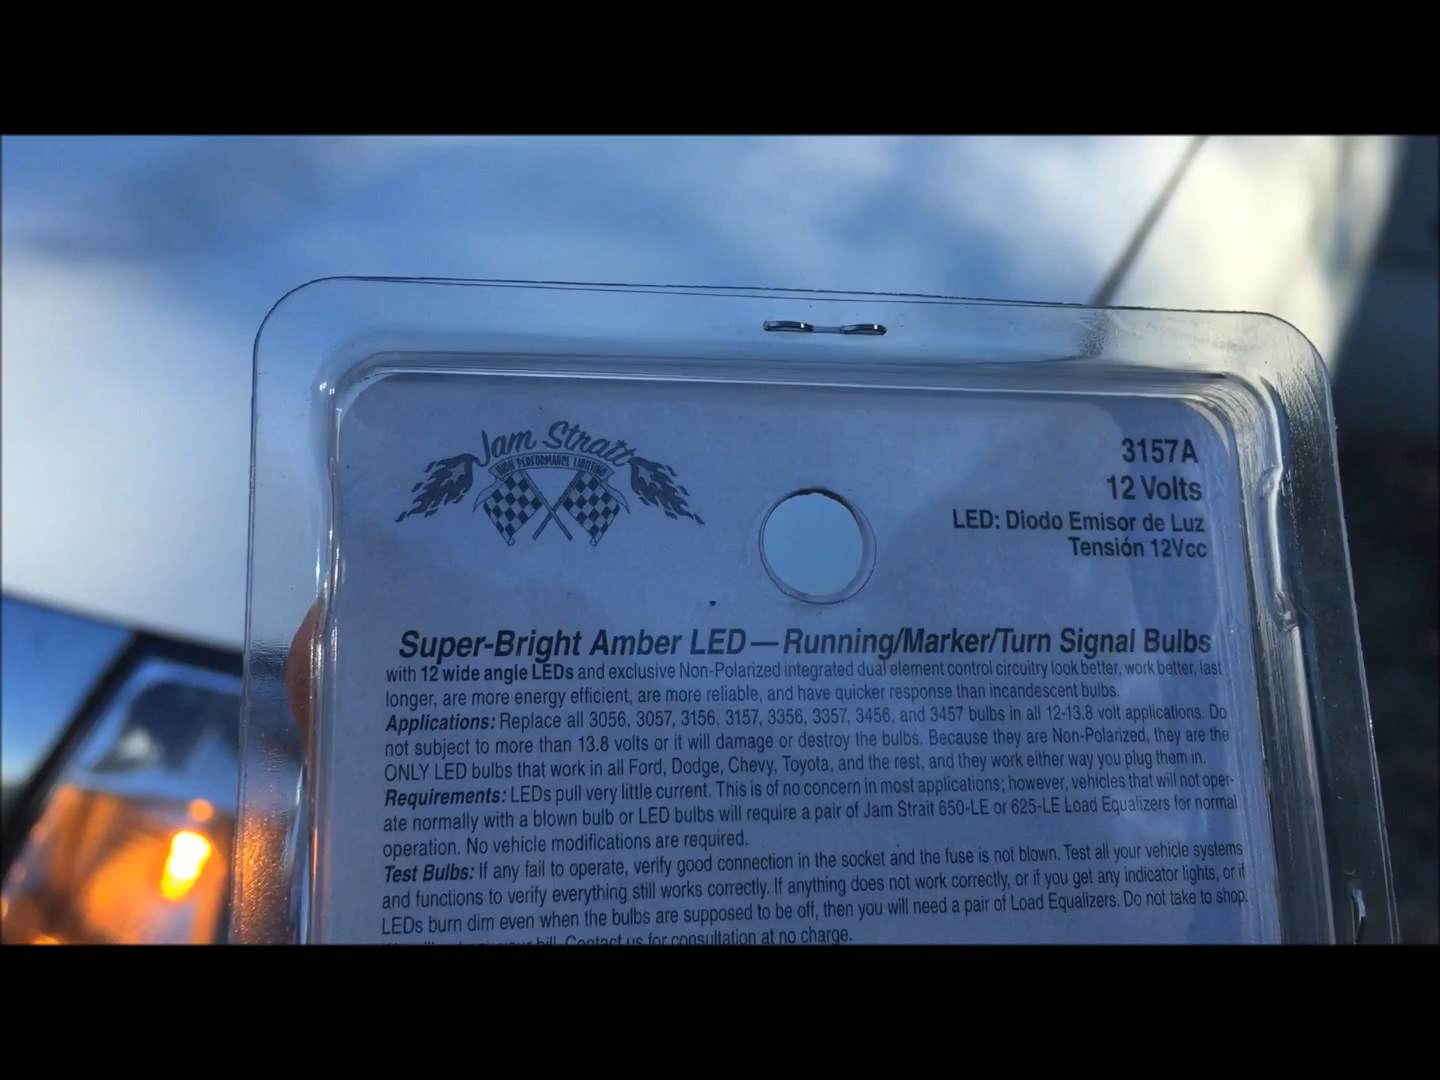 Jam Strait
HIGH PERFORMANCE LIGHTING
3157A
12 Volts
LED: Diodo Emisor de Luz
Tensión 12Vcc
Super-Bright Amber LED — Running/Marker/Turn Signal Bulbs
with 12 wide angle LEDs and exclusive Non-Polarized integrated dual element control circuitry look better, work better, last
longer, are more energy efficient, are more reliable, and have quicker response than incandescent bulbs.
Applications: Replace all 3056, 3057, 3156, 3157, 3356, 3357, 3456, and 3457 bulbs in all 12-13.8 volt applications. Do
not subject to more than 13.8 volts or it will damage or destroy the bulbs. Because they are Non-Polarized, they are the
ONLY LED bulbs that work in all Ford, Dodge, Chevy, Toyota, and the rest, and they work either way you plug them in.
Requirements: LEDs pull very little current. This is of no concern in most applications; however, vehicles that will not oper-
ate normally with a blown bulb or LED bulbs will require a pair of Jam Strait 650-LE or 625-LE Load Equalizers for normal
operation. No vehicle modifications are required.
Test Bulbs: If any fail to operate, verify good connection in the socket and the fuse is not blown. Test all your vehicle systems
and functions to verify everything still works correctly. If anything does not work correctly, or if you get any indicator lights, or if
LEDs burn dim even when the bulbs are supposed to be off, then you will need a pair of Load Equalizers. Do not take to shop.
your bill. Contact us for consultation at no charge.